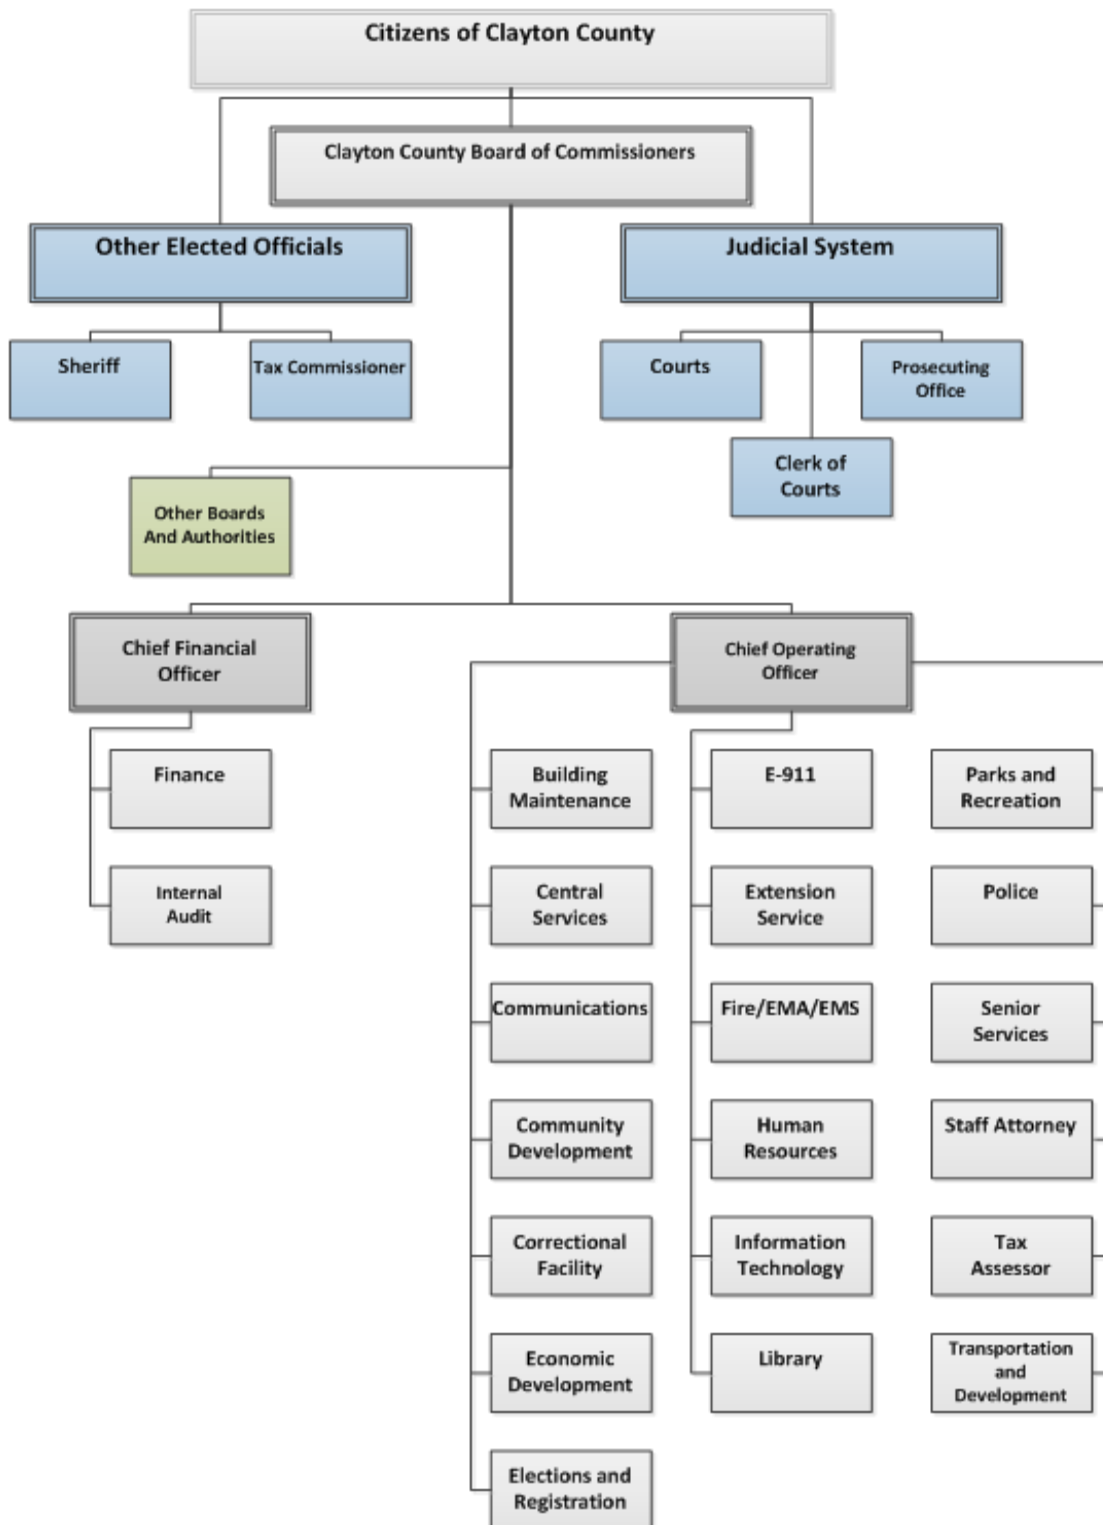 Citizens of Clayton County
Clayton County Board of Commissioners
Other Elected Officials
Judicial System
Sheriff
Tax Commissioner
Courts
Prosecuting
Office
Clerk of
Courts
Other Boards
And Authorities
Chief Financial
Officer
Chief Operating
Officer
Finance
Internal
Audit
Building
Maintenance
Central
Services
Communications
Community
Development
Correctional
Facility
Economic
Development
Elections and
Registration
E-911
Extension
Service
Fire/EMA/EMS
Human
Resources
Information
Technology
Library
Parks and
Recreation
Police
Senior
Services
Staff Attorney
Tax
Assessor
Transportation
and
Development